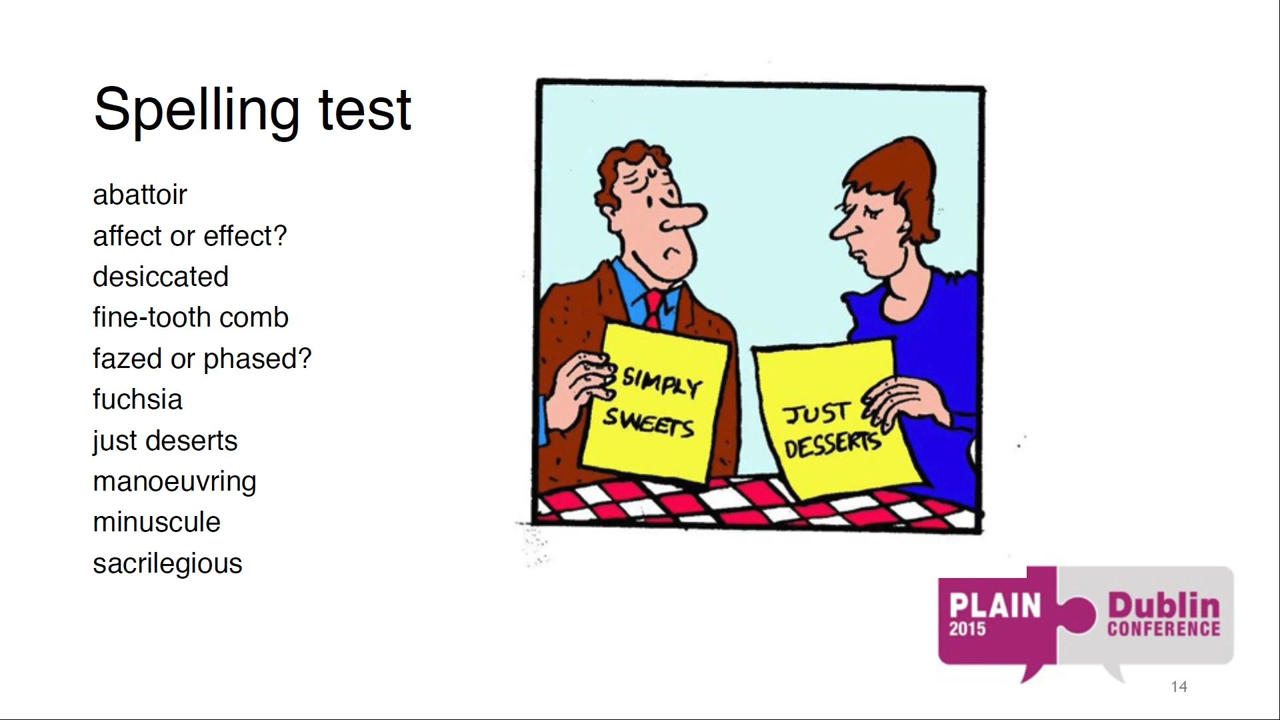 Spelling test
abattoir
affect or effect?
desiccated
fine-tooth comb
fazed or phased?
fuchsia
just deserts
manoeuvring
minuscule
sacrilegious
SIMPLY
SWEETS
JUST
DESSERTS
PLAIN
2015
Dublin
CONFERENCE
14